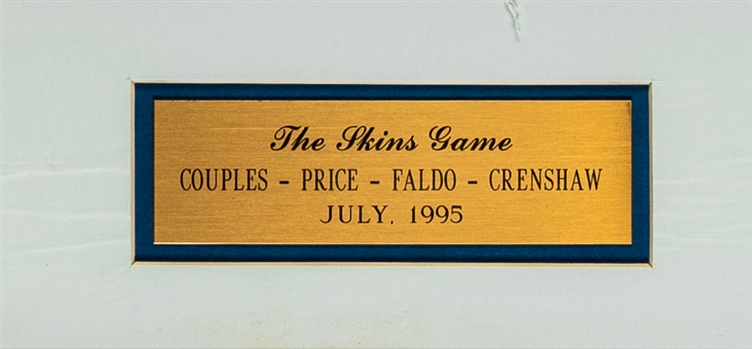 The Skins Game
COUPLES - PRICE - FALDO - CRENSHAW
JULY, 1995